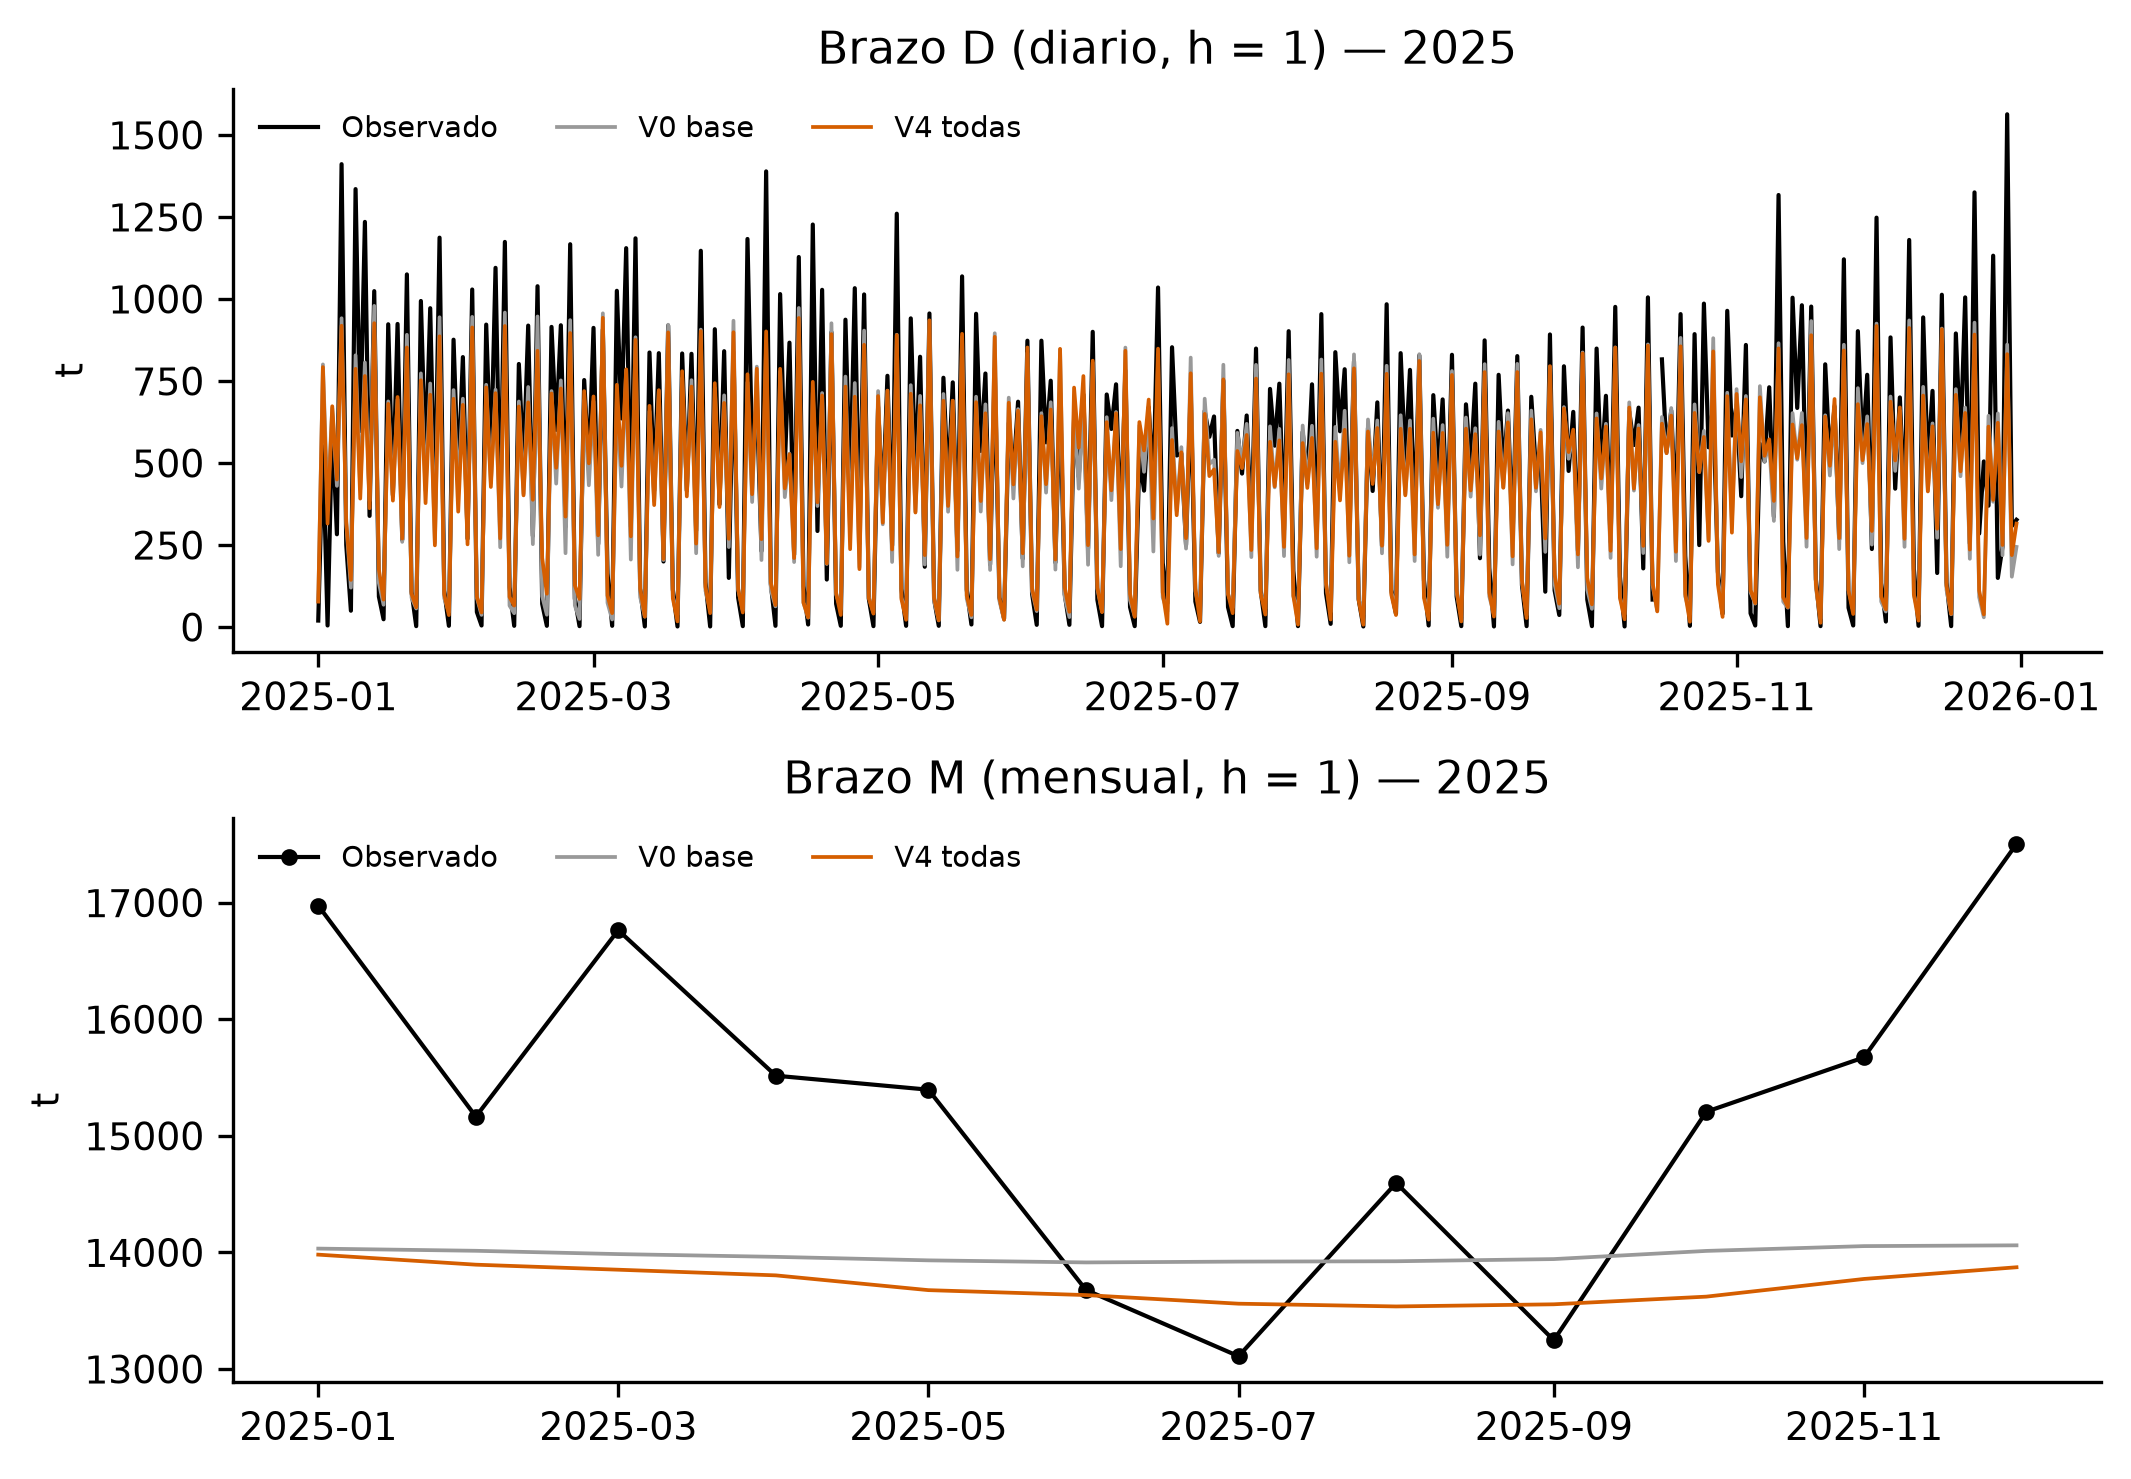 Brazo D (diario, h = 1) — 2025
Observado V0 base V4 todas
1500
1250
1000
750
500
250
0
t
2025-01 2025-03 2025-05 2025-07 2025-09 2025-11 2026-01
Brazo M (mensual, h = 1) — 2025
Observado V0 base V4 todas
17000
16000
15000
14000
13000
t
2025-01 2025-03 2025-05 2025-07 2025-09 2025-11